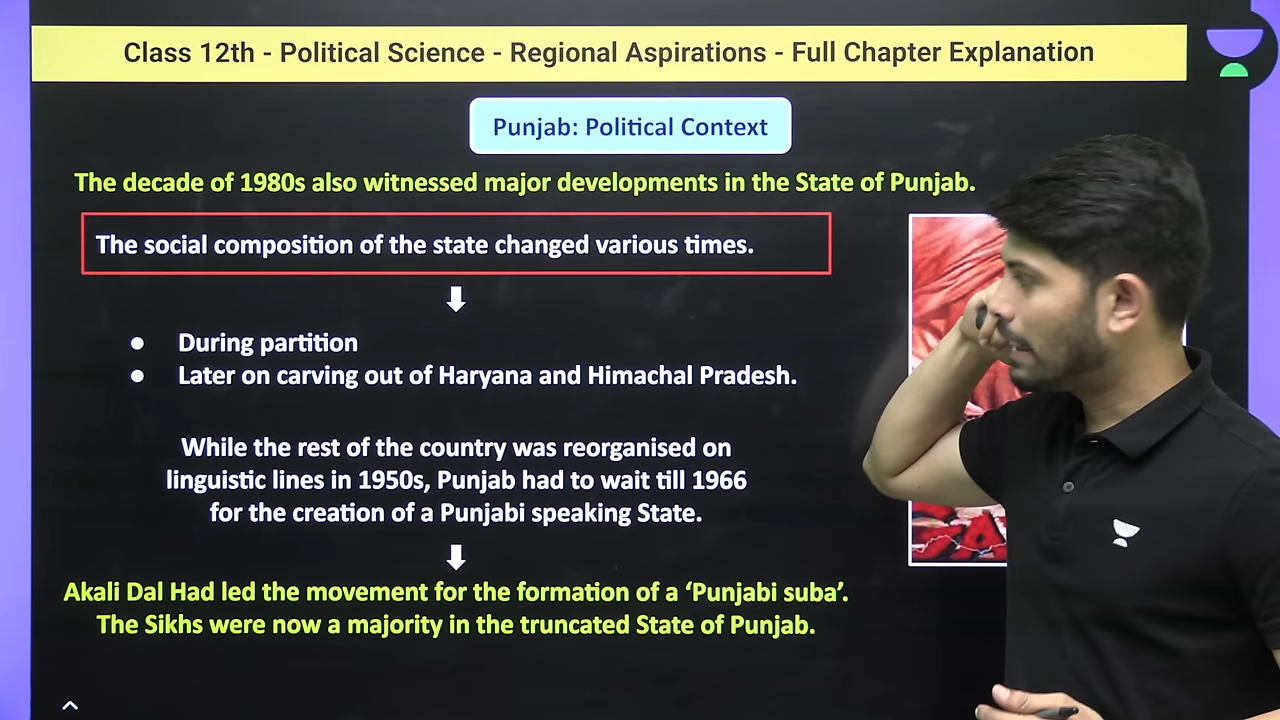 Class 12th - Political Science - Regional Aspirations - Full Chapter Explanation
Punjab: Political Context
The decade of 1980s also witnessed major developments in the State of Punjab.
The social composition of the state changed various times.
● During partition
● Later on carving out of Haryana and Himachal Pradesh.
While the rest of the country was reorganised on
linguistic lines in 1950s, Punjab had to wait till 1966
for the creation of a Punjabi speaking State.
Akali Dal Had led the movement for the formation of a ‘Punjabi suba’.
The Sikhs were now a majority in the truncated State of Punjab.